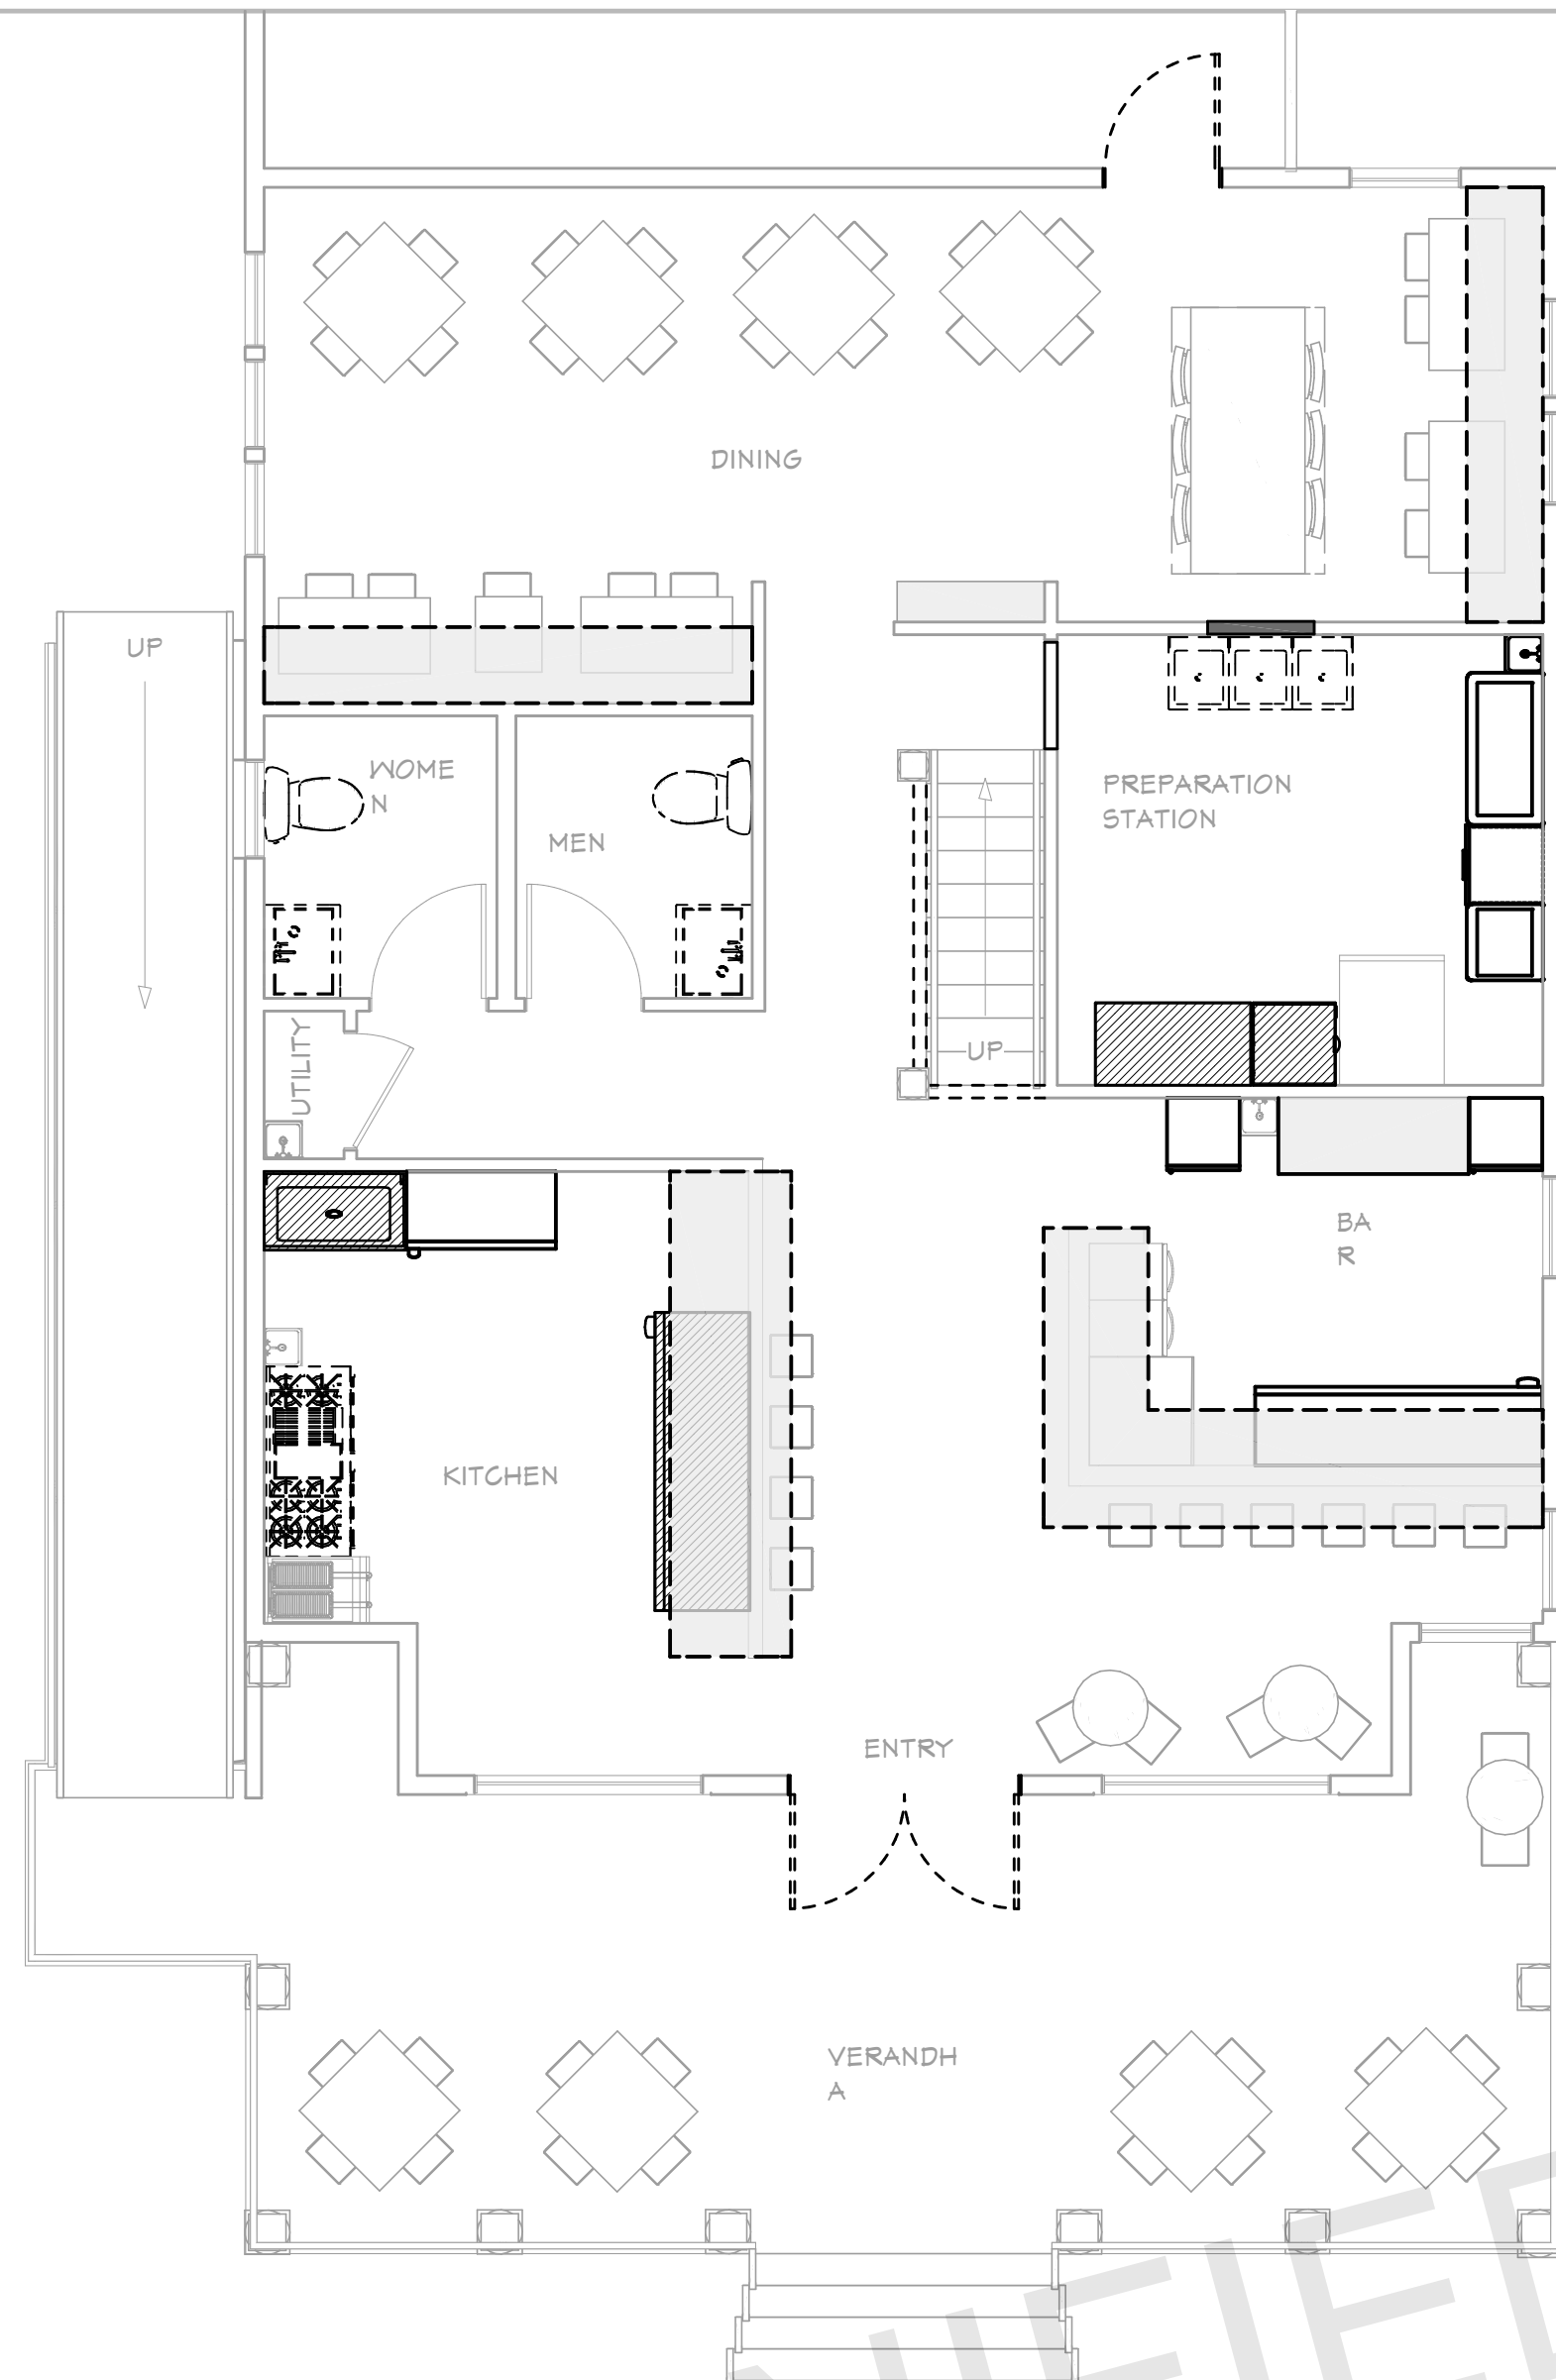 DINING
UP
WOME
N
MEN
PREPARATION
STATION
UTILITY
UP
BA
R
KITCHEN
ENTRY
VERANDH
A